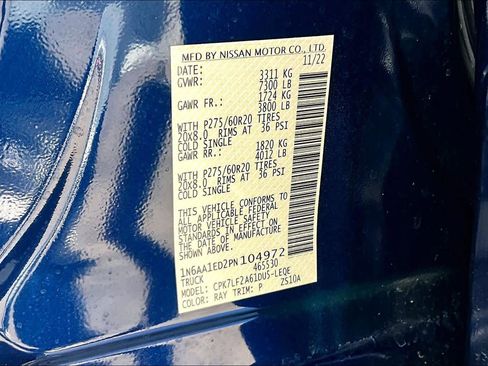 MFD BY NISSAN MOTOR CO., LTD.
DATE: 11/22
GVWR: 3311 KG
7300 LB
GAWR FR.: 1724 KG
3800 LB
WITH P275/60R20 TIRES
20X8.0 RIMS AT 36 PSI
COLD SINGLE
GAWR RR.: 1820 KG
4012 LB
WITH P275/60R20 TIRES
20X8.0 RIMS AT 36 PSI
COLD SINGLE
THIS VEHICLE CONFORMS TO
ALL APPLICABLE FEDERAL
MOTOR VEHICLE SAFETY
STANDARDS IN EFFECT ON
THE DATE OF MANUFACTURE
SHOWN ABOVE.
1N6AA1ED2PN104972
TRUCK 465530
MODEL: CPK7LF2A61DU5-LEQE
COLOR: RAY TRIM: P ZS10A